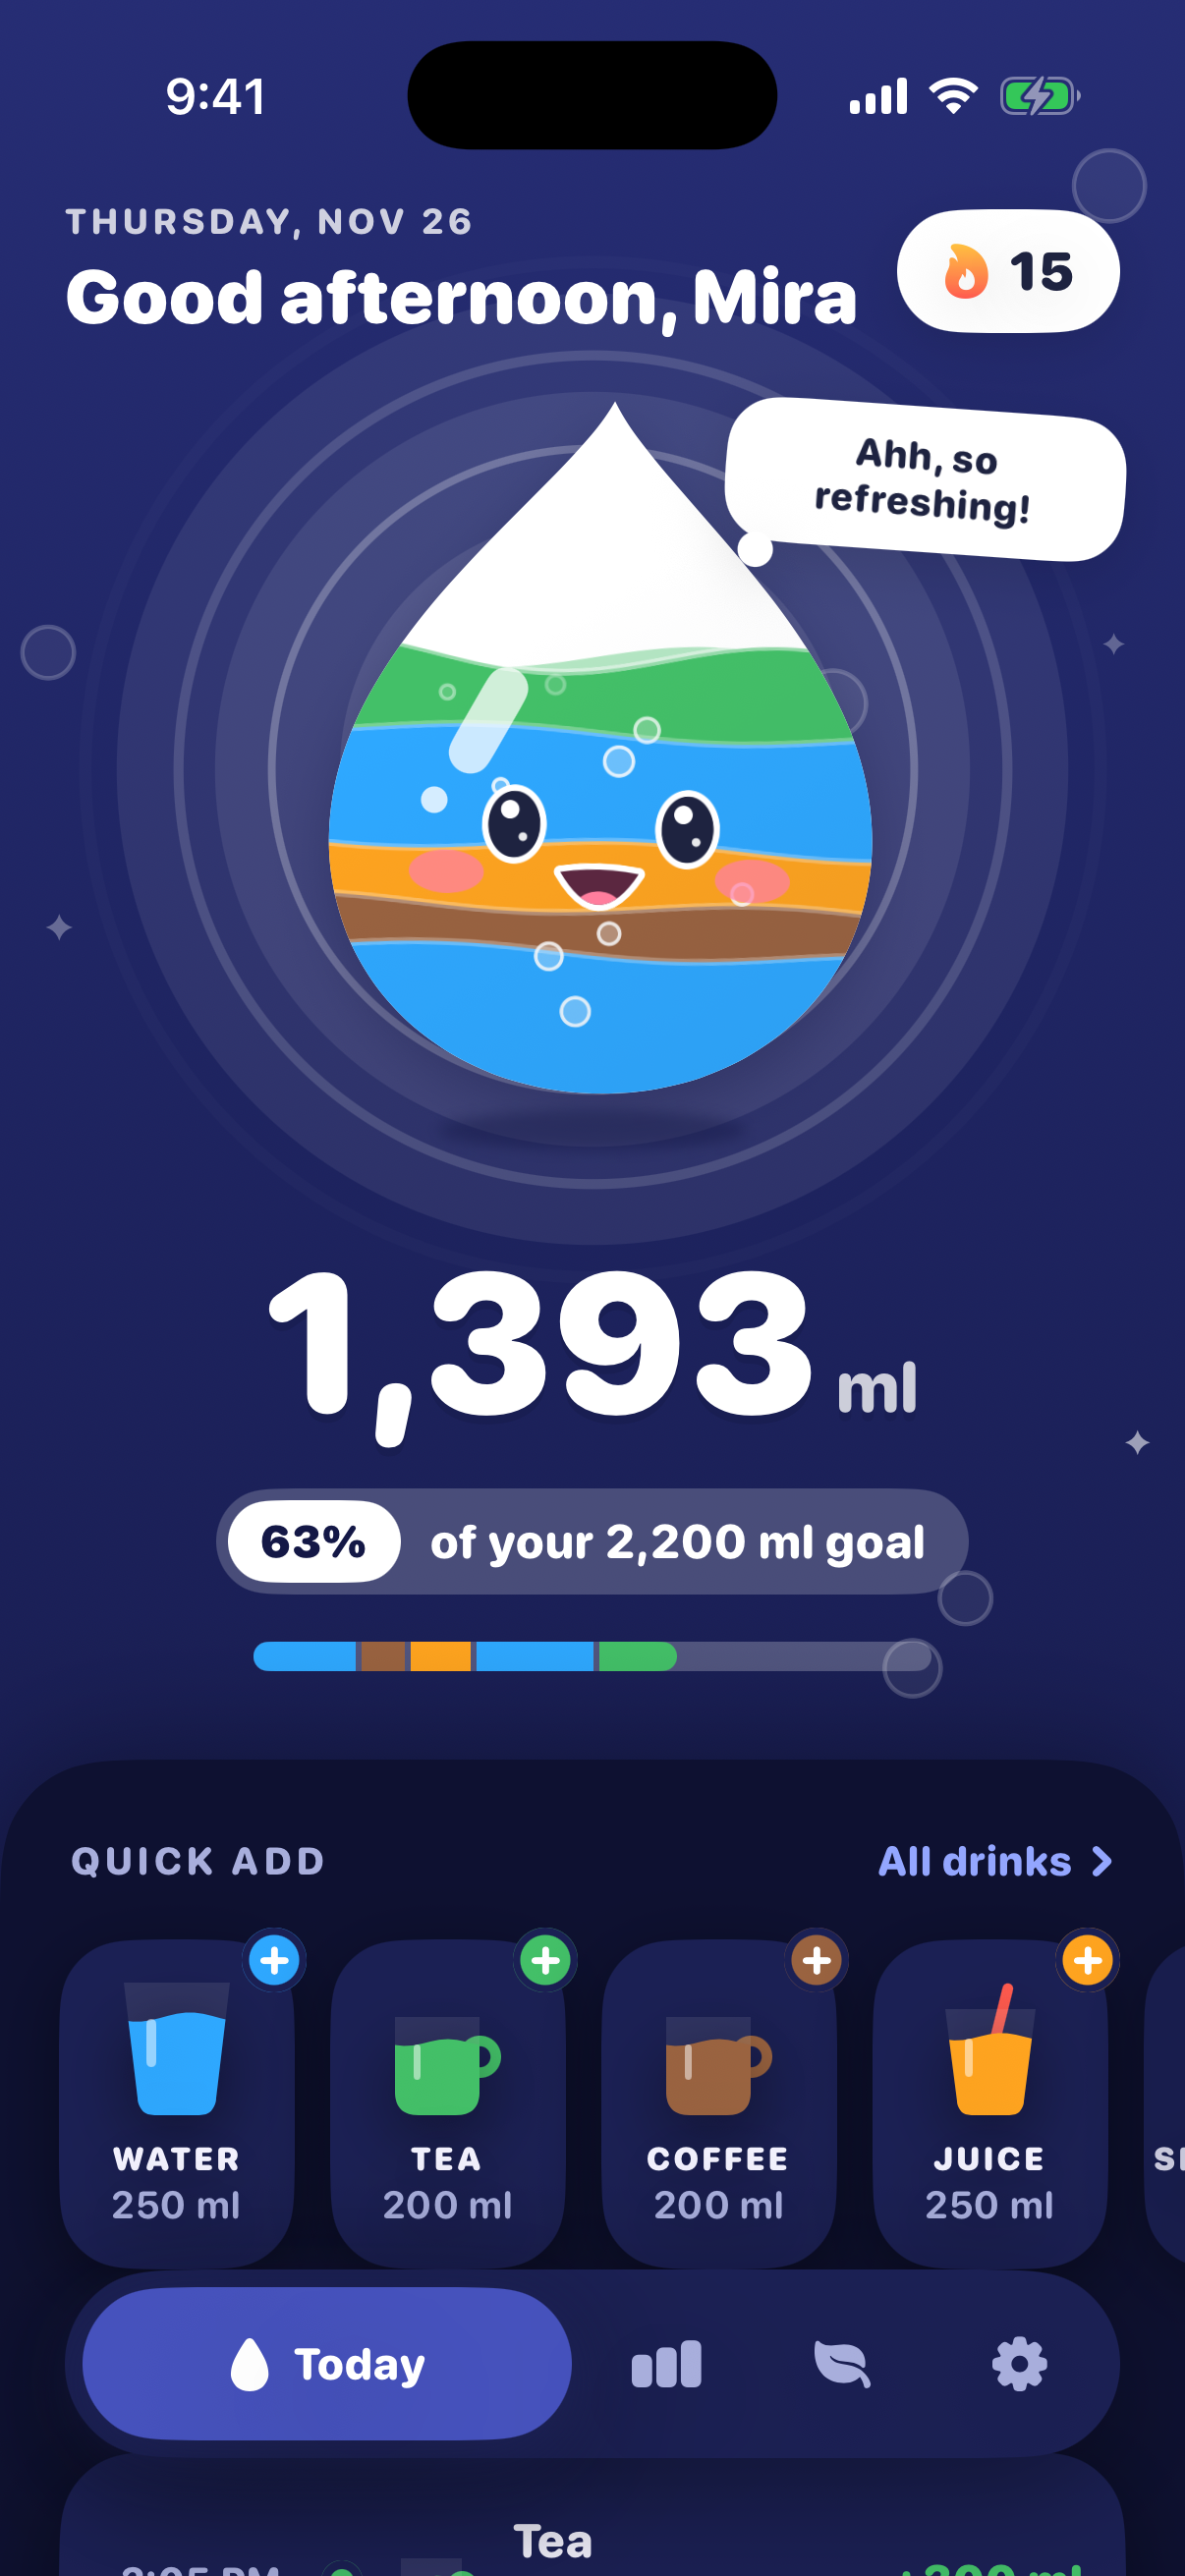 9:41
THURSDAY, NOV 26
Good afternoon, Mira
15
Ahh, so
refreshing!
1,393 ml
63% of your 2,200 ml goal
QUICK ADD
All drinks
WATER
250 ml
TEA
200 ml
COFFEE
200 ml
JUICE
250 ml
Today
Tea